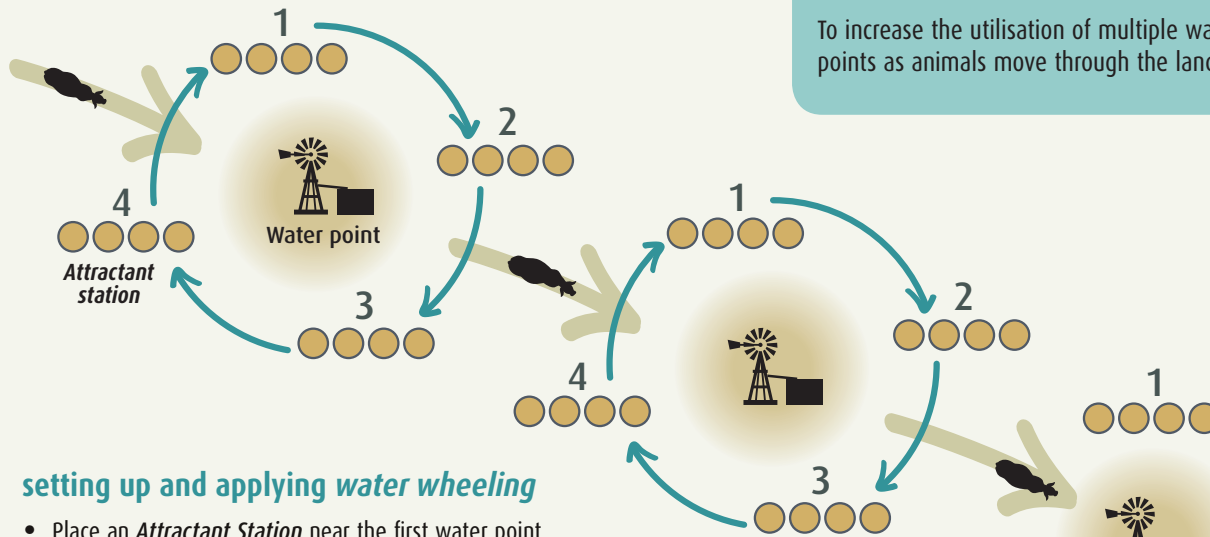 To increase the utilisation of multiple
points as animals move through the
1
2
Water point
4
Attractant
station
3
1
2
4
3
1
setting up and applying water wheeling
• Place an Attractant Station near the first water point